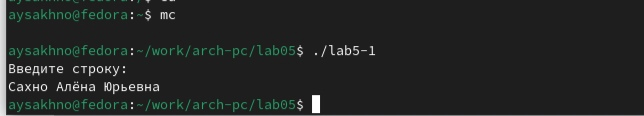 aysakhno@fedora:~$ mc
aysakhno@fedora:~/work/arch-pc/lab05$ ./lab5-1
Введите строку:
Сахно Алёна Юрьевна
aysakhno@fedora:~/work/arch-pc/lab05$